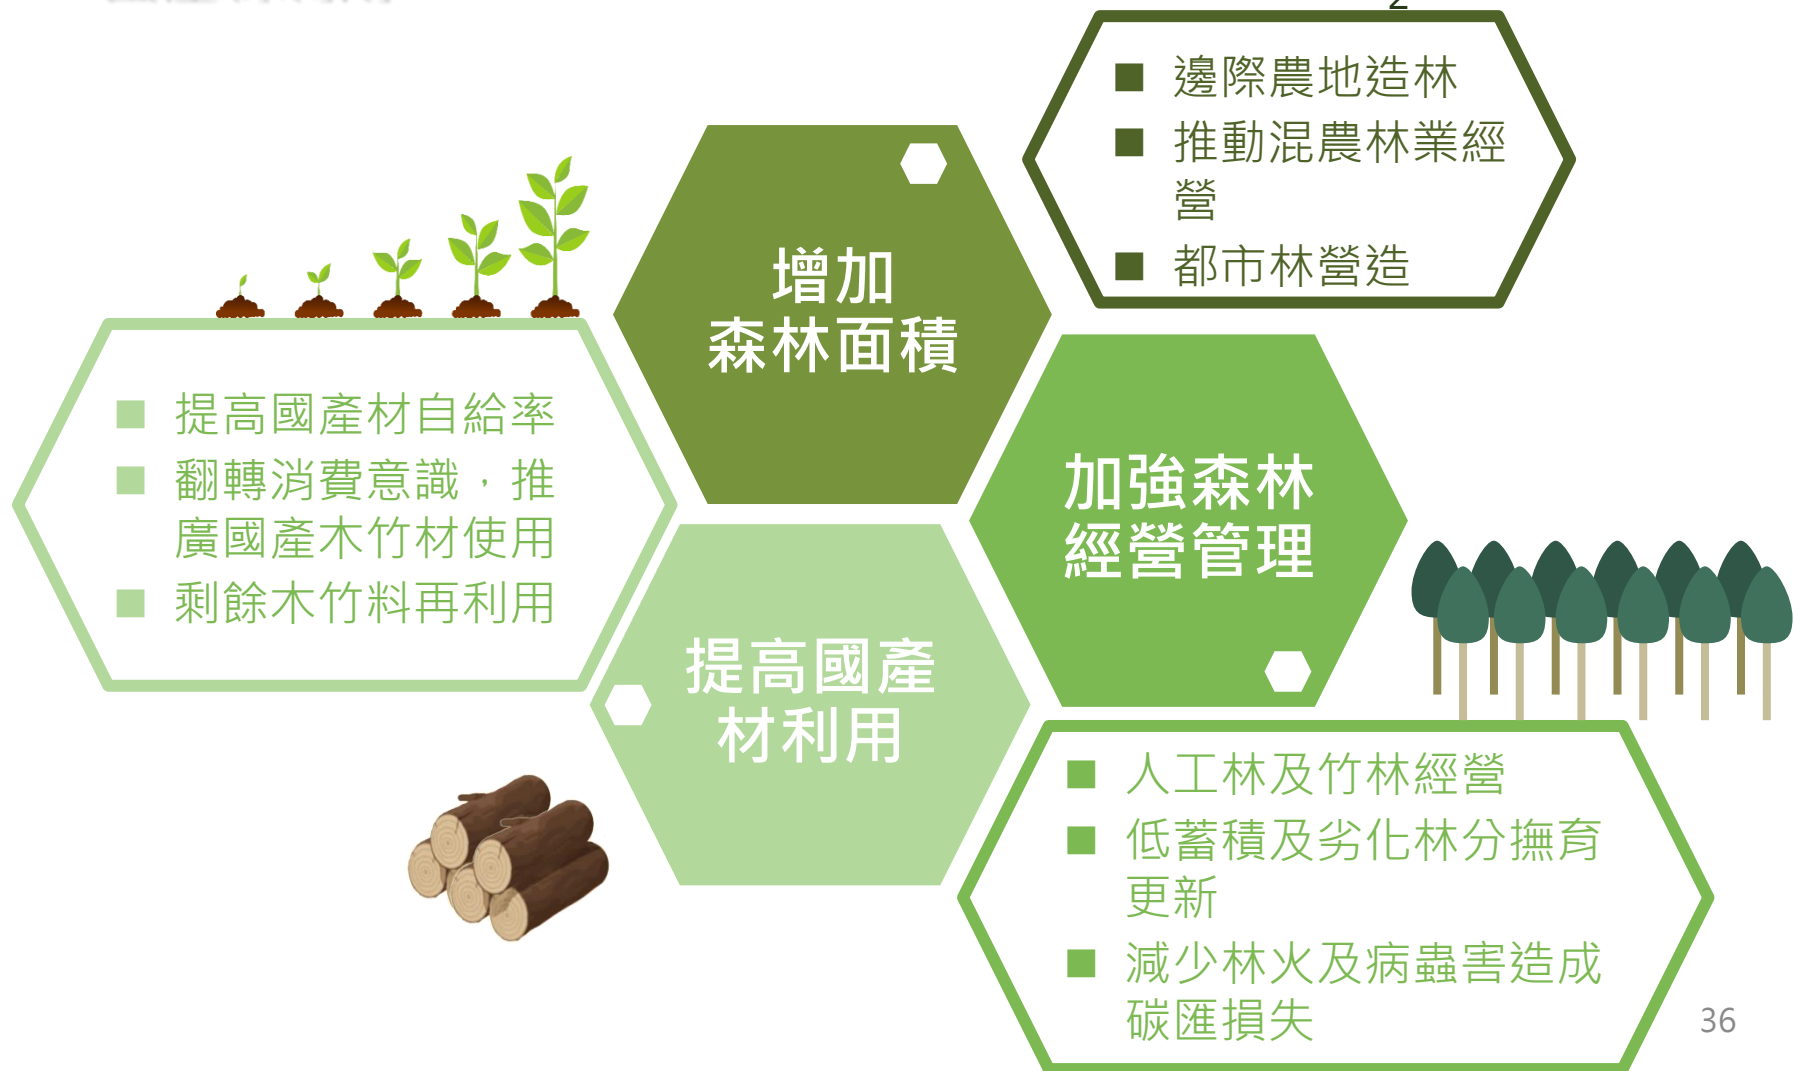 2
邊際農地造林
推動混農林業經
營
都市林營造
增加
森林面積
提高國產材自給率
翻轉消費意識，推
廣國產木竹材使用
剩餘木竹料再利用
加強森林
經營管理
提高國產
材利用
人工林及竹林經營
低蓄積及劣化林分撫育
更新
減少林火及病蟲害造成
碳匯損失
36